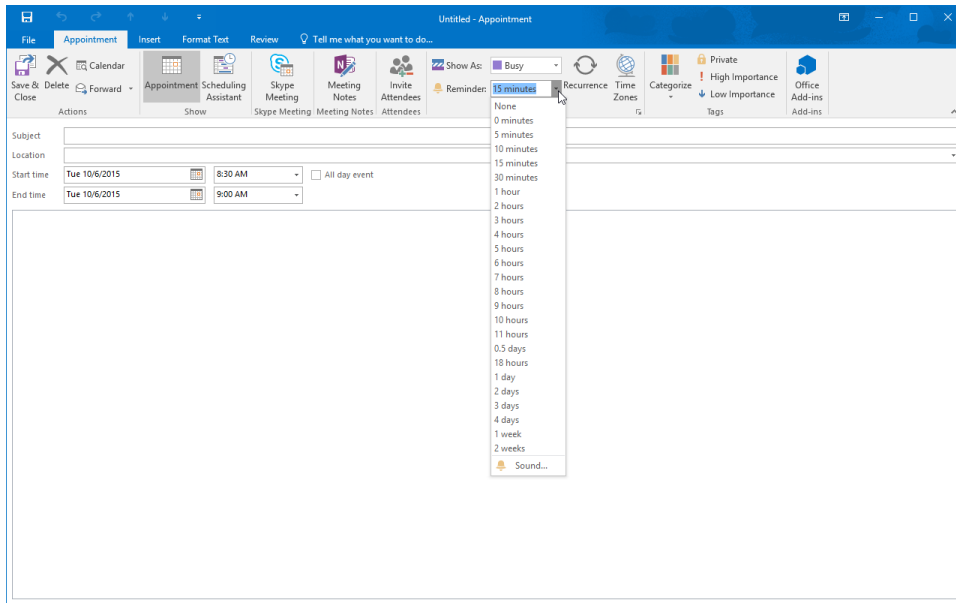 Untitled - Appointment
File Appointment Insert Format Text Review Tell me what you want to do...
Save & Close
Delete
Calendar
Forward
Actions
Appointment
Scheduling Assistant
Show
Skype Meeting
Skype Meeting
Meeting Notes
Meeting Notes
Invite Attendees
Attendees
Show As: Busy
Reminder: 15 minutes
Recurrence
Time Zones
Categorize
Private
High Importance
Low Importance
Tags
Office Add-ins
Add-ins
Subject
Location
Start time Tue 10/6/2015 8:30 AM All day event
End time Tue 10/6/2015 9:00 AM
None
0 minutes
5 minutes
10 minutes
15 minutes
30 minutes
1 hour
2 hours
3 hours
4 hours
5 hours
6 hours
7 hours
8 hours
9 hours
10 hours
11 hours
0.5 days
18 hours
1 day
2 days
3 days
4 days
1 week
2 weeks
Sound...